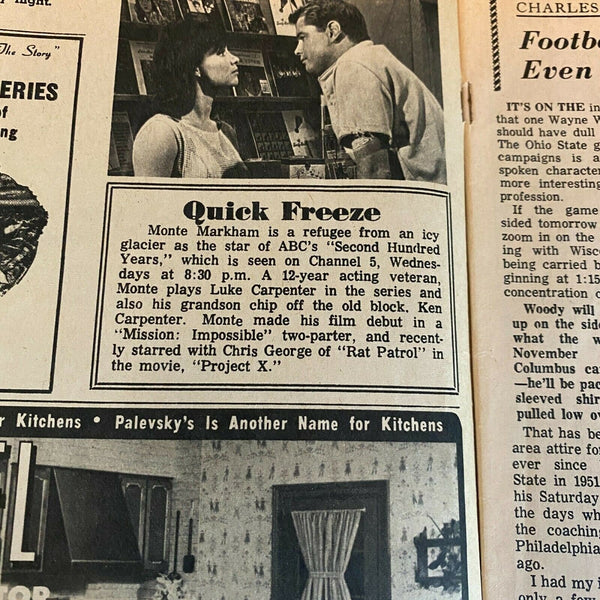 night.
The Story"
ERIES
of
ng
Quick Freeze
Monte Markham is a refugee from an icy
glacier as the star of ABC's "Second Hundred
Years," which is seen on Channel 5, Wednes-
days at 8:30 p.m. A 12-year acting veteran,
Monte plays Luke Carpenter in the series and
also his grandson chip off the old block, Ken
Carpenter. Monte made his film debut in a
"Mission: Impossible" two-parter, and recent-
ly starred with Chris George of "Rat Patrol" in
the movie, "Project X."
r Kitchens • Palevsky's Is Another Name for Kitchens
TOP
CHARLES
Footb
Even
IT'S ON THE in
that one Wayne W
should have dull
The Ohio State g
campaigns is a
spoken character
more interesting
profession.
If the game
sided tomorrow
zoom in on the
ing with Wisc
being carried b
ginning at 1:15
concentration
Woody will
up on the side
what the w
November
Columbus ca
—he'll be pac
sleeved shir
pulled low ov
That has be
area attire fo
ever since
State in 1951
his Saturday
the days wh
the coaching
Philadelphia
ago.
I had my i
only a few